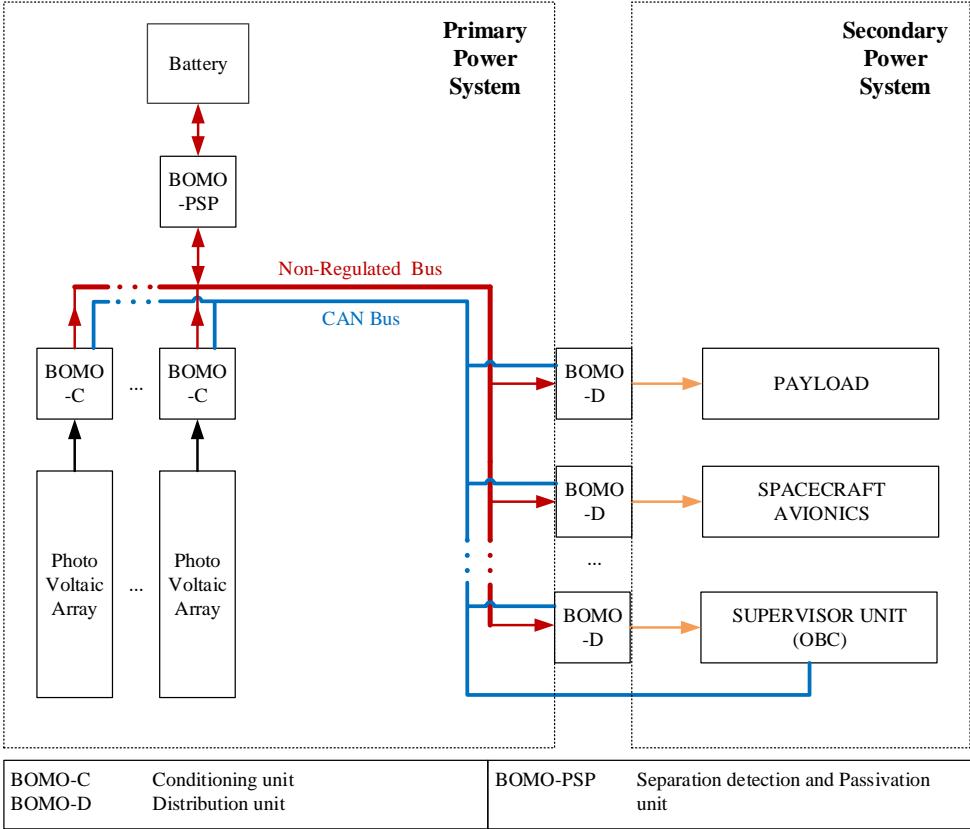 Primary
Power
System
Secondary
Power
System
Battery
BOMO
-PSP
Non-Regulated Bus
CAN Bus
BOMO
-C
...
BOMO
-C
BOMO
-D
PAYLOAD
BOMO
-D
SPACECRAFT
AVIONICS
...
Photo
Voltaic
Array
...
Photo
Voltaic
Array
BOMO
-D
SUPERVISOR UNIT
(OBC)
BOMO-C Conditioning unit
BOMO-D Distribution unit
BOMO-PSP Separation detection and Passivation
unit